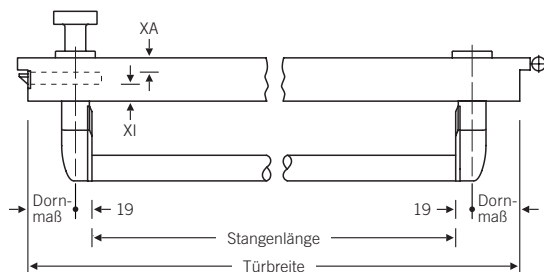 XA
XI
Dorn-
maß
19
19
Dorn-
maß
Stangenlänge
Türbreite